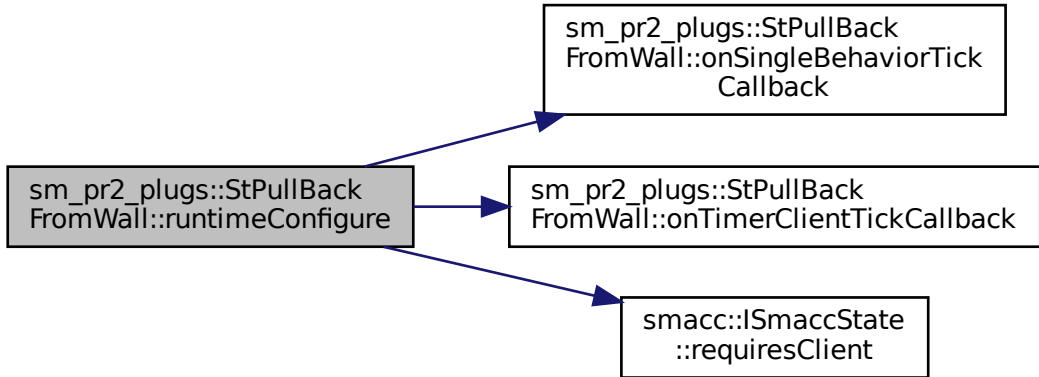 sm_pr2_plugs::StPullBack
FromWall::runtimeConfigure
sm_pr2_plugs::StPullBack
FromWall::onSingleBehaviorTick
Callback
sm_pr2_plugs::StPullBack
FromWall::onTimerClientTickCallback
smacc::ISmaccState
::requiresClient